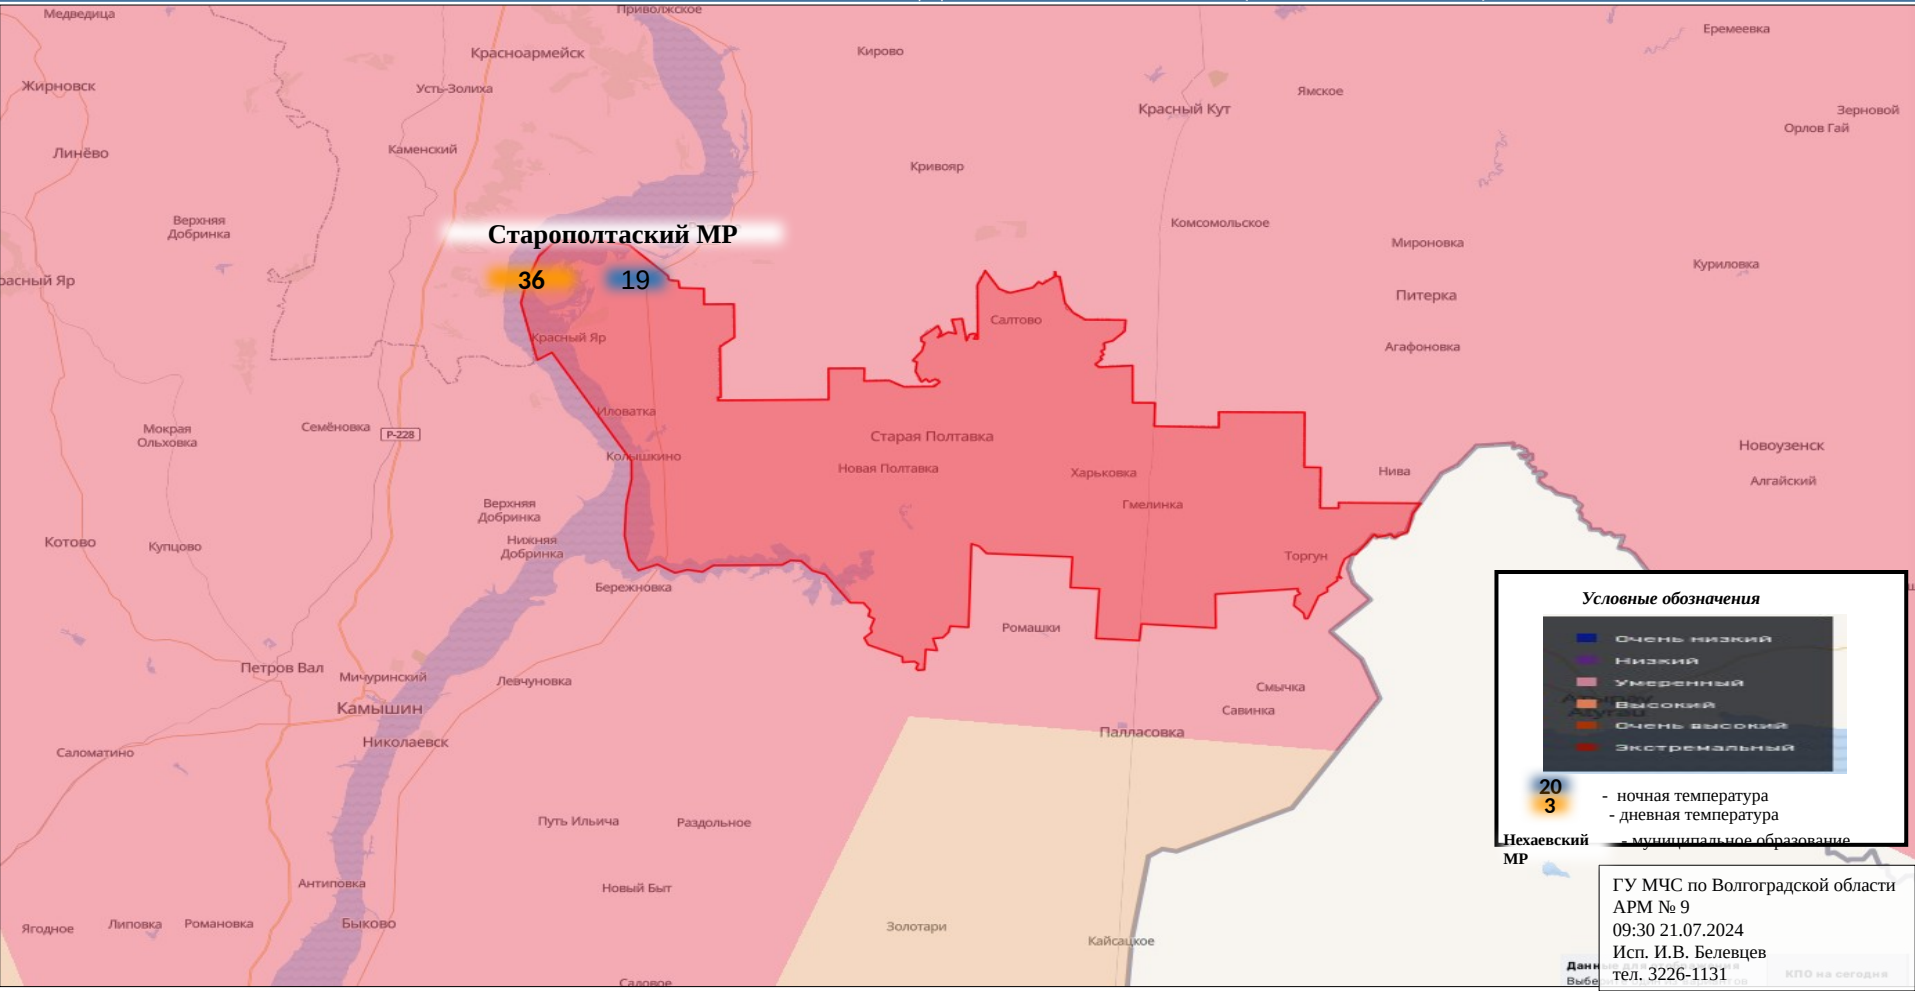 Медведица
Приволжское
Красноармейск
Кирово
Еремеевка
Жирновск
Усть-Золиха
Ямское
Красный Кут
Зерновой
Орлов Гай
Линёво
Каменский
Кривояр
Верхняя
Добринка
Комсомольское
Старополтаский МР
Мироновка
Куриловка
расный Яр
36
19
Питерка
Салтово
Красный Яр
Агафоновка
Иловатка
Мокрая
Ольховка
Семёновка
Р-228
Старая Полтавка
Новоузенск
Колышкино
Новая Полтавка
Харьковка
Нива
Алгайский
Верхняя
Добринка
Гмелинка
Котово
Купцово
Нижняя
Добринка
Торгун
Бережновка
Ромашки
Петров Вал
Мичуринский
Левчуновка
Смычка
Камышин
Савинка
Николаевск
Палласовка
Саломатино
Путь Ильича
Раздольное
Антиповка
Новый Быт
Ягодное
Липовка
Романовка
Быково
Золотари
Кайсацкое
Садовое
Условные обозначения
Очень низкий
Низкий
Умеренный
Высокий
Очень высокий
Экстремальный
20
- ночная температура
3
- дневная температура
Нехаевский
МР
- муниципальное образование
ГУ МЧС по Волгоградской области
АРМ № 9
09:30 21.07.2024
Исп. И.В. Белевцев
тел. 3226-1131
КПО на сегодня